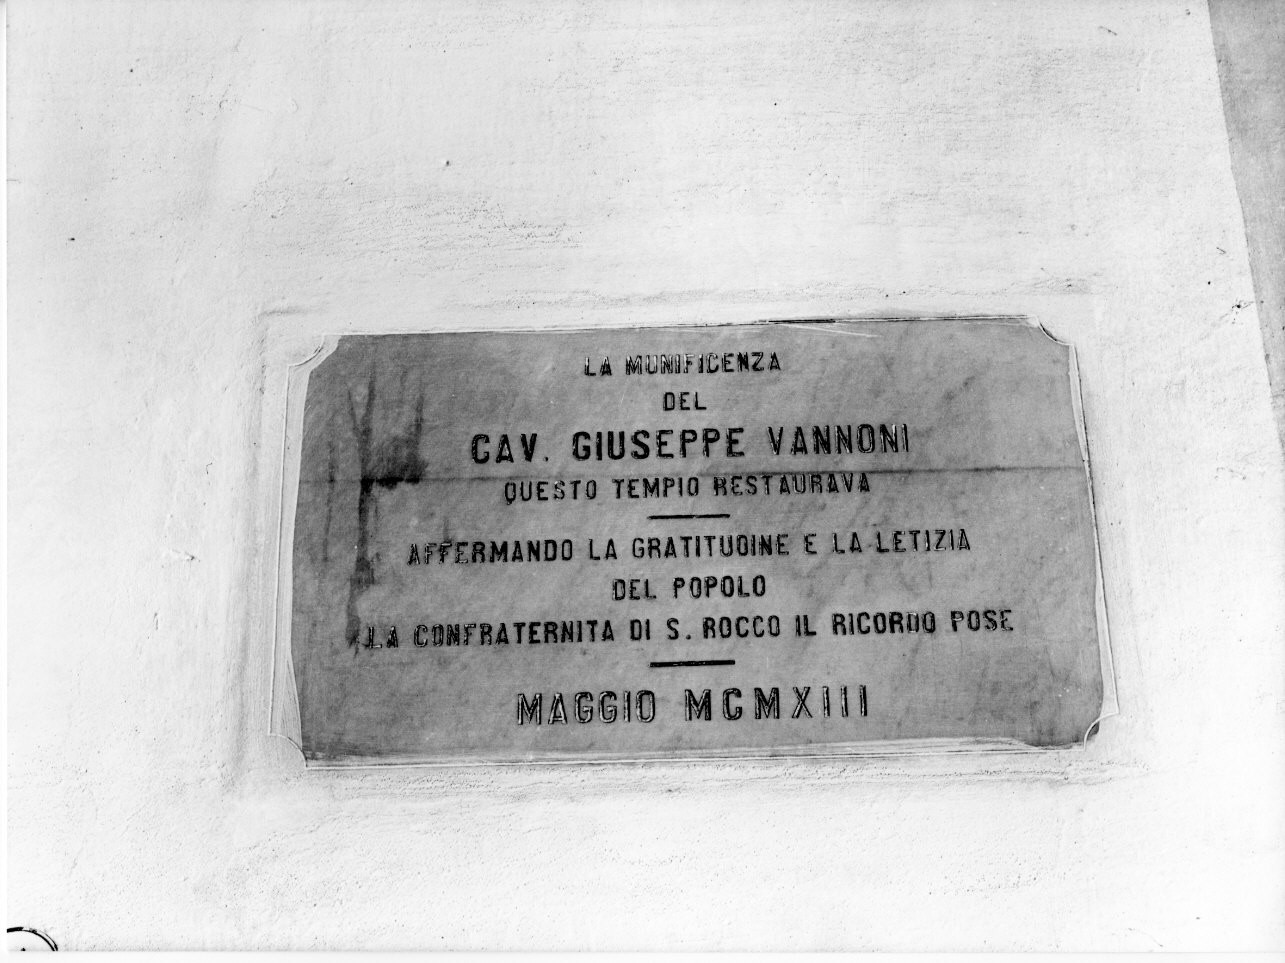 LA MUNIFICENZA
DEL
CAV. GIUSEPPE VANNONI
QUESTO TEMPIO RESTAURAVA
AFFERMANDO LA GRATITUDINE E LA LETIZIA
DEL POPOLO
LA CONFRATERNITA DI S. ROCCO IL RICORDO POSE
MAGGIO MCMXIII